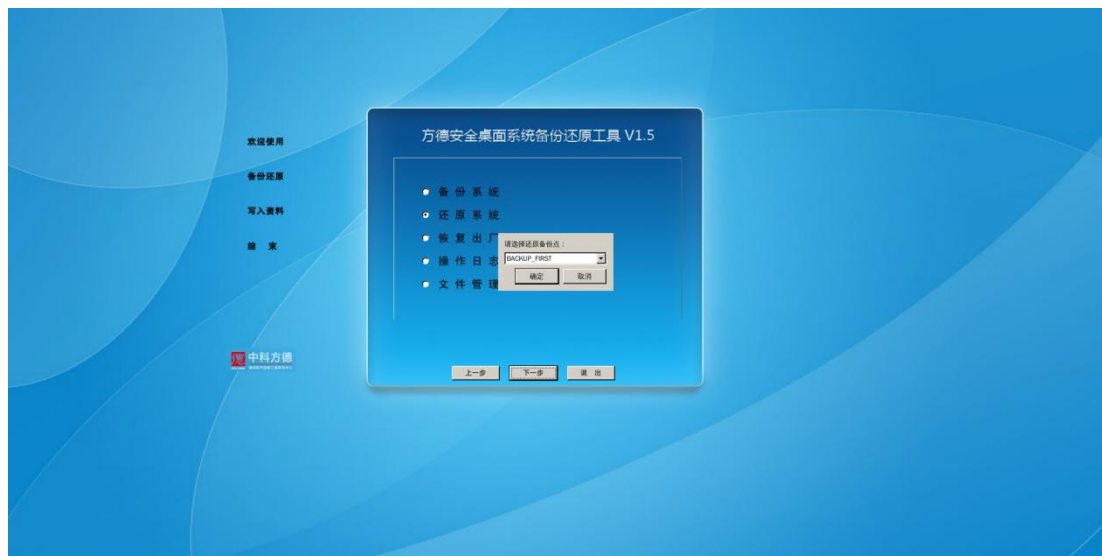 欢迎使用
备份还原
写入资料
结 束
中科方德
方德安全桌面系统备份还原工具 V1.5
备 份 系 统
还 原 系 统
恢 复 出 厂
操 作 日 志
文 件 管 理
请选择还原备份点：
BACKUP_FIRST
确定 取消
上一步 下一步 退 出